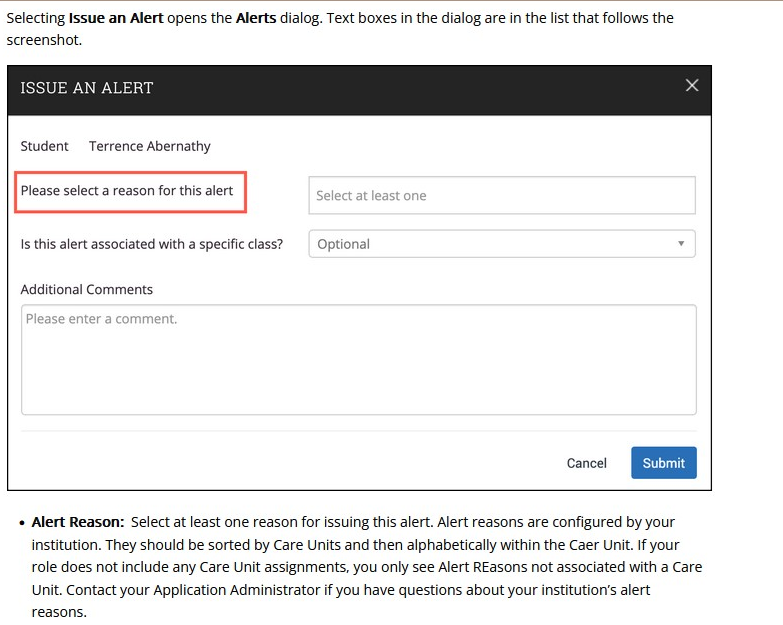 Selecting Issue an Alert opens the Alerts dialog. Text boxes in the dialog are in the list that follows the
screenshot.
ISSUE AN ALERT
Student Terrence Abernathy
Please select a reason for this alert
Select at least one
Is this alert associated with a specific class?
Optional
Additional Comments
Please enter a comment.
Cancel
Submit
• Alert Reason: Select at least one reason for issuing this alert. Alert reasons are configured by your
institution. They should be sorted by Care Units and then alphabetically within the Caer Unit. If your
role does not include any Care Unit assignments, you only see Alert REasons not associated with a Care
Unit. Contact your Application Administrator if you have questions about your institution’s alert
reasons.